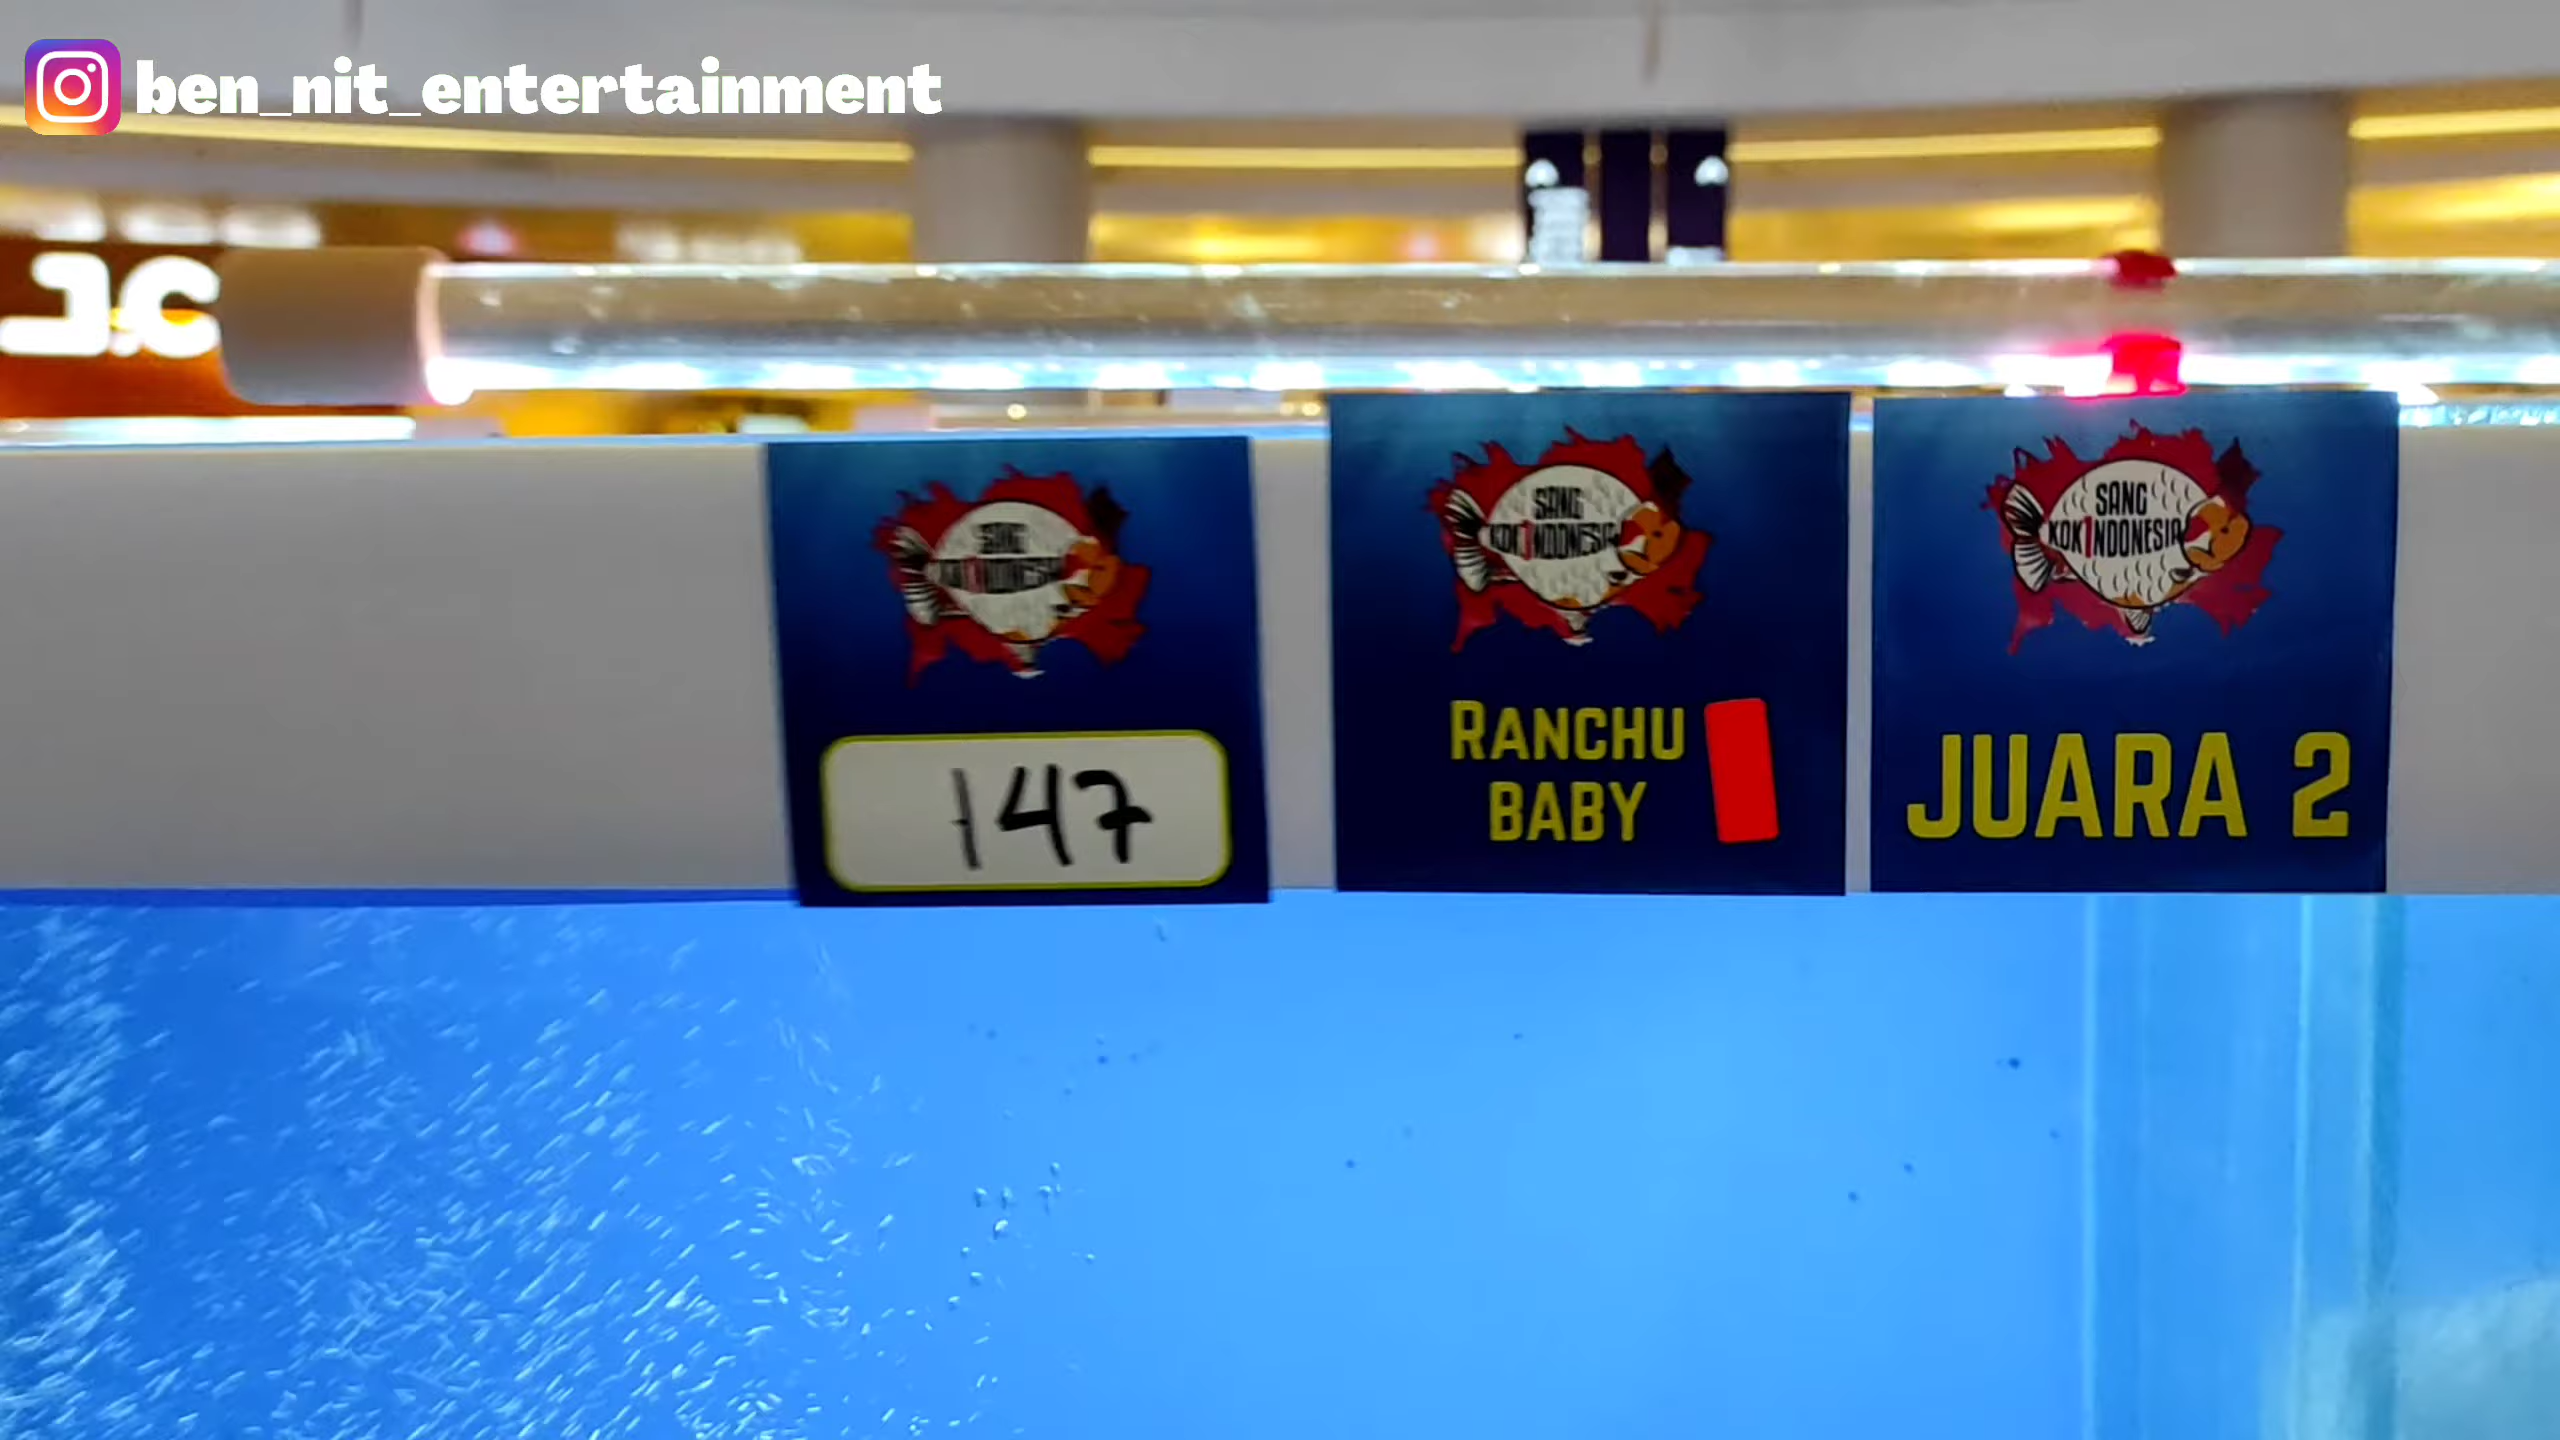 ben_nit_entertainment
J.C
SANG
KOK1NDONESIA
147
SANG
KOK1NDONESIA
RANCHU
BABY
SANG
KOK1NDONESIA
JUARA 2